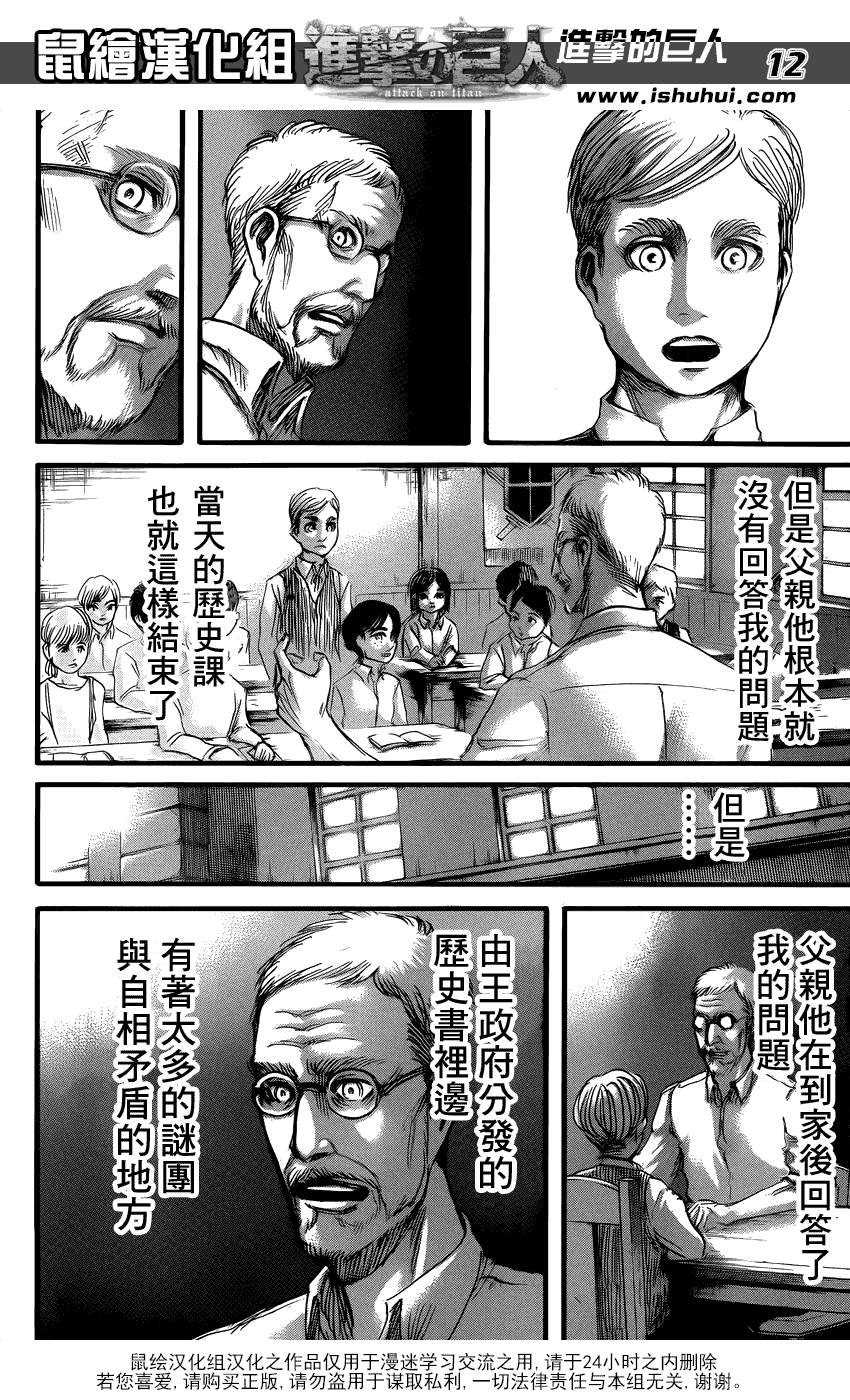 鼠繪漢化組
進撃の巨人
attack on titan
進擊的巨人
12
www.ishuhui.com
但是父親他根本就
沒有回答我的問題
當天的歷史課
也就這樣結束了
但是
……
父親他在到家後回答了
我的問題
由王政府分發的
歷史書裡邊
有著太多的謎團
與自相矛盾的地方
鼠绘汉化组汉化之作品仅用于漫迷学习交流之用,请于24小时之内删除
若您喜爱,请购买正版,请勿盗用于谋取私利,一切法律责任与本组无关,谢谢。